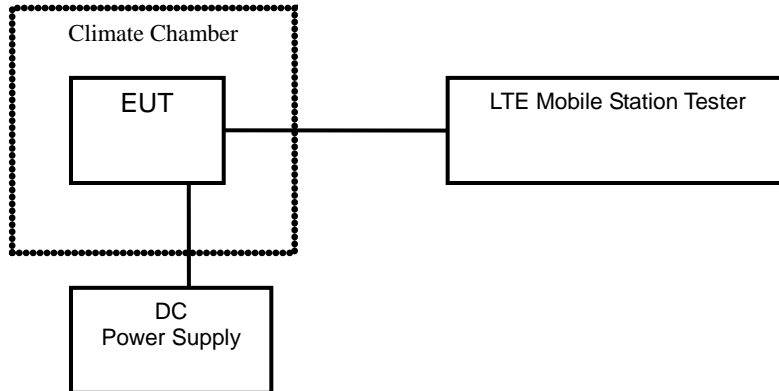 Climate Chamber
EUT
LTE Mobile Station Tester
DC
Power Supply